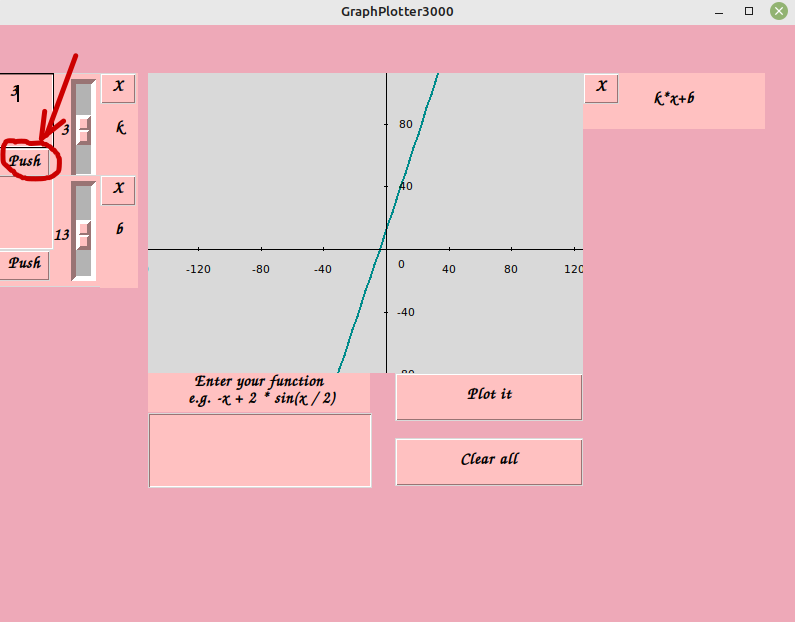 GraphPlotter3000
3
X
3
k
Push
X
13
b
Push
80
40
-120 -80 -40 0 40 80 120
-40
X
k*x+b
Enter your function
e.g. -x + 2 * sin(x / 2)
Plot it
Clear all